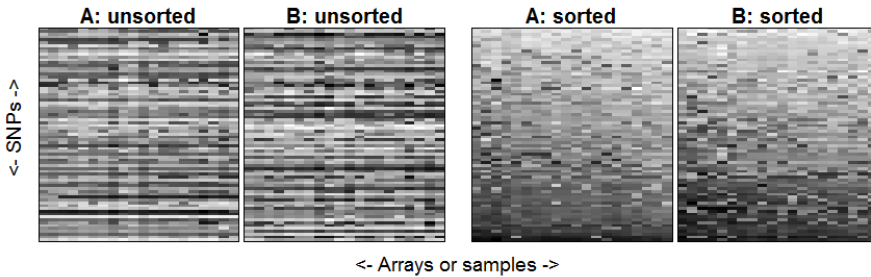 A: unsorted
B: unsorted
A: sorted
B: sorted
<- SNPs ->
<- Arrays or samples ->